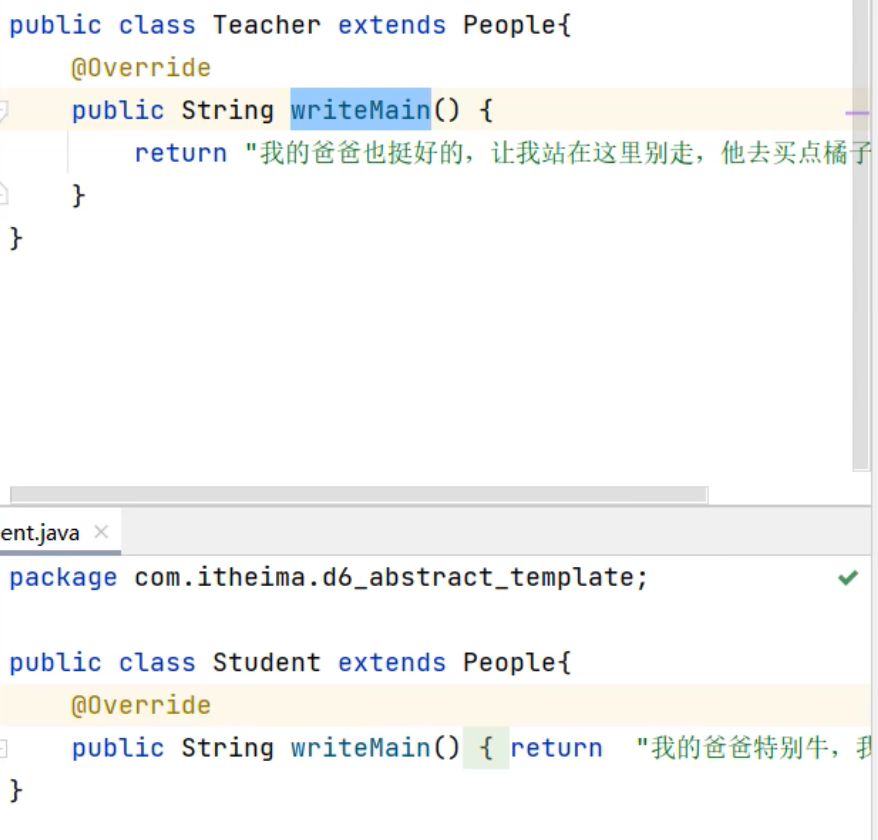 public class Teacher extends People{
@Override
public String writeMain() {
return "我的爸爸也挺好的，让我站在这里别走，他去买点橘子
}
}
ent.java
package com.itheima.d6_abstract_template;
public class Student extends People{
@Override
public String writeMain() { return "我的爸爸特别牛，我
}